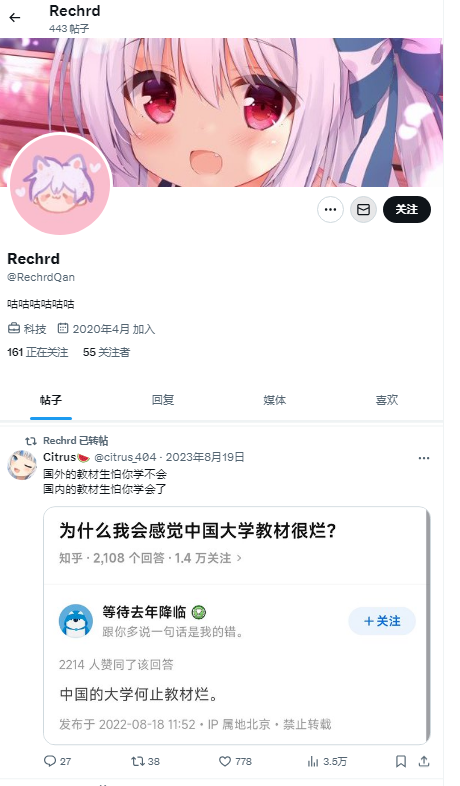 Rechrd
443 帖子
关注
Rechrd
@RechrdQan
咕咕咕咕咕咕
科技 2020年4月 加入
161 正在关注 55 关注者
帖子 回复 媒体 喜欢
Rechrd 已转帖
Citrus🍉 @citrus_404 · 2023年8月19日
国外的教材生怕你学不会
国内的教材生怕你学会了
为什么我会感觉中国大学教材很烂?
知乎 · 2,108 个回答 · 1.4 万关注 >
等待去年降临
跟你多说一句话是我的错。
+关注
2214 人赞同了该回答
中国的大学何止教材烂。
发布于 2022-08-18 11:52 · IP 属地北京 · 禁止转载
27 38 778 3.5万